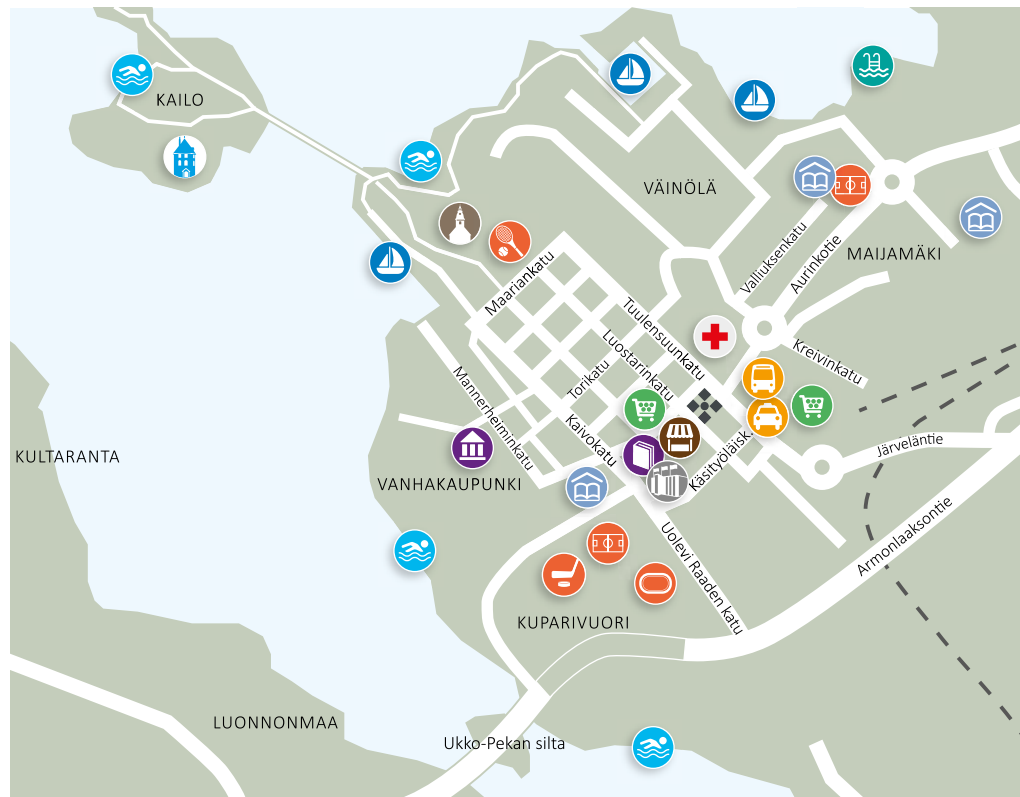 KAILO
VÄINÖLÄ
Valliuksenkatu
Aurinkotie
MAIJAMÄKI
Maariankatu
Tuulensuunkatu
Luostarinkatu
Kreivinkatu
Torikatu
Mannerheiminkatu
Kaivokatu
Käsityöläisk.
Järveläntie
KULTARANTA
VANHAKAUPUNKI
Armonlaaksontie
Uolevi Raaden katu
KUPARIVUORI
LUONNONMAA
Ukko-Pekan silta